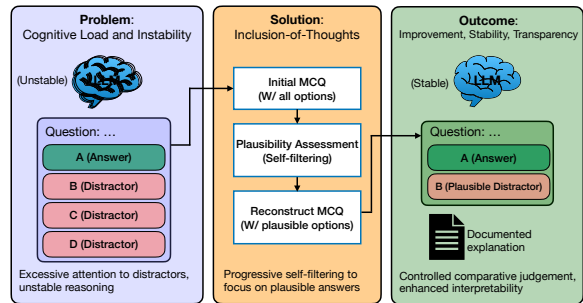 Problem:
Cognitive Load and Instability
(Unstable)
LLM
Question: ...
A (Answer)
B (Distractor)
C (Distractor)
D (Distractor)
Excessive attention to distractors,
unstable reasoning
Solution:
Inclusion-of-Thoughts
Initial MCQ
(W/ all options)
Plausibility Assessment
(Self-filtering)
Reconstruct MCQ
(W/ plausible options)
Progressive self-filtering to
focus on plausible answers
Outcome:
Improvement, Stability, Transparency
(Stable)
LLM
Question: ...
A (Answer)
B (Plausible Distractor)
Documented
explanation
Controlled comparative judgement,
enhanced interpretability